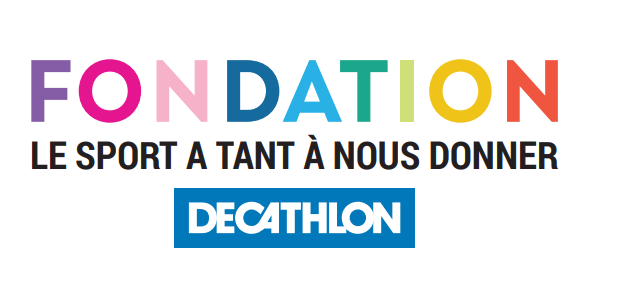 FONDATION
LE SPORT A TANT À NOUS DONNER
DECATHLON